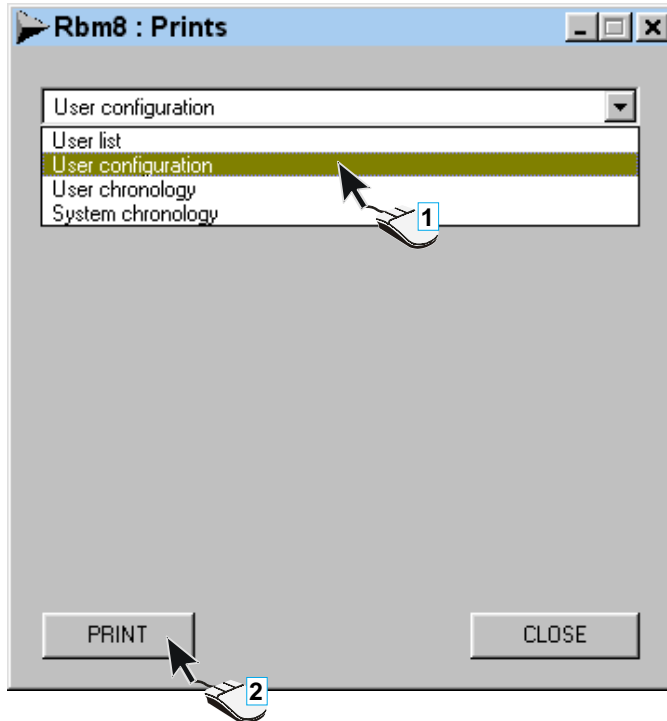 Rbm8 : Prints
User configuration
User list
User configuration
User chronology
System chronology
1
PRINT
CLOSE
2